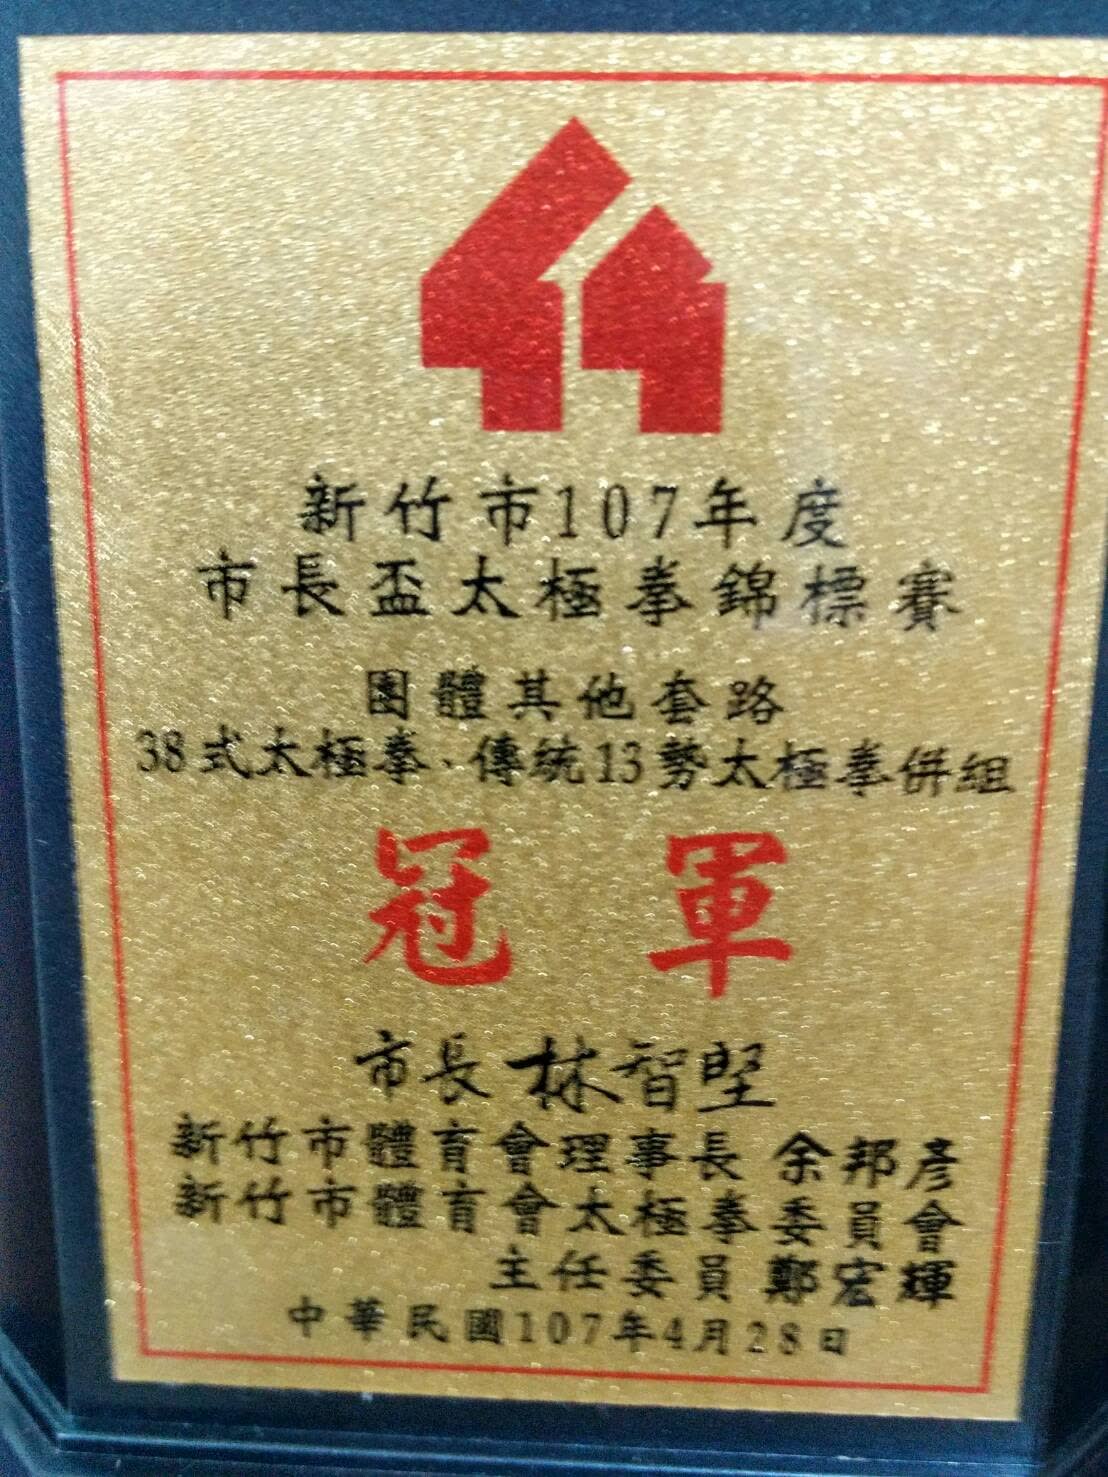 新竹市107年度
市長盃太極拳錦標賽
團體其他套路
38式太極拳·傳統13勢太極拳併組
冠軍
市長 林智堅
新竹市體育會理事長 余邦彥
新竹市體育會太極拳委員會
主任委員 鄭宏輝
中華民國107年4月28日